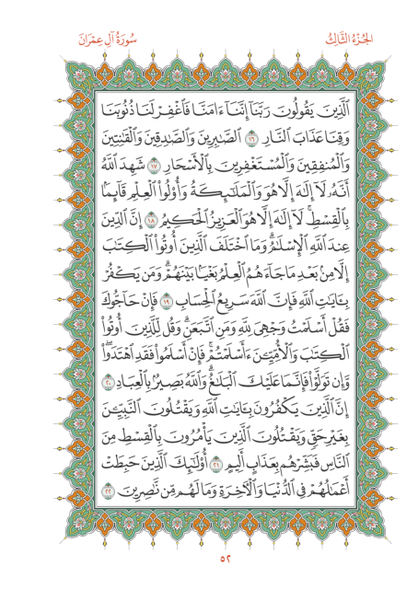 الجُزْءُ الثَّالِثُ
سُورَةُ آلِ عِمْرَانَ
ٱلَّذِينَ يَقُولُونَ رَبَّنَآ إِنَّنَآ ءَامَنَّا فَٱغْفِرْ لَنَا ذُنُوبَنَا
وَقِنَا عَذَابَ ٱلنَّارِ ١٦ ٱلصَّـٰبِرِينَ وَٱلصَّـٰدِقِينَ وَٱلْقَـٰنِتِينَ
وَٱلْمُنفِقِينَ وَٱلْمُسْتَغْفِرِينَ بِٱلْأَسْحَارِ ١٧ شَهِدَ ٱللَّهُ
أَنَّهُۥ لَآ إِلَـٰهَ إِلَّا هُوَ وَٱلْمَلَـٰٓئِكَةُ وَأُو۟لُوا۟ ٱلْعِلْمِ قَآئِمًۢا
بِٱلْقِسْطِ ۚ لَآ إِلَـٰهَ إِلَّا هُوَ ٱلْعَزِيزُ ٱلْحَكِيمُ ١٨ إِنَّ ٱلدِّينَ
عِندَ ٱللَّهِ ٱلْإِسْلَـٰمُ ۗ وَمَا ٱخْتَلَفَ ٱلَّذِينَ أُوتُوا۟ ٱلْكِتَـٰبَ
إِلَّا مِنۢ بَعْدِ مَا جَآءَهُمُ ٱلْعِلْمُ بَغْيًۢا بَيْنَهُمْ ۗ وَمَن يَكْفُرْ
بِـَٔايَـٰتِ ٱللَّهِ فَإِنَّ ٱللَّهَ سَرِيعُ ٱلْحِسَابِ ١٩ فَإِنْ حَآجُّوكَ
فَقُلْ أَسْلَمْتُ وَجْهِىَ لِلَّهِ وَمَنِ ٱتَّبَعَنِ ۗ وَقُل لِّلَّذِينَ أُوتُوا۟
ٱلْكِتَـٰبَ وَٱلْأُمِّيِّـۧنَ ءَأَسْلَمْتُمْ ۚ فَإِنْ أَسْلَمُوا۟ فَقَدِ ٱهْتَدَوا۟ ۖ
وَّإِن تَوَلَّوْا۟ فَإِنَّمَا عَلَيْكَ ٱلْبَلَـٰغُ ۗ وَٱللَّهُ بَصِيرٌۢ بِٱلْعِبَادِ ٢٠
إِنَّ ٱلَّذِينَ يَكْفُرُونَ بِـَٔايَـٰتِ ٱللَّهِ وَيَقْتُلُونَ ٱلنَّبِيِّـۧنَ
بِغَيْرِ حَقٍّ وَيَقْتُلُونَ ٱلَّذِينَ يَأْمُرُونَ بِٱلْقِسْطِ مِنَ
ٱلنَّاسِ فَبَشِّرْهُم بِعَذَابٍ أَلِيمٍ ٢١ أُو۟لَـٰٓئِكَ ٱلَّذِينَ حَبِطَتْ
أَعْمَـٰلُهُمْ فِى ٱلدُّنْيَا وَٱلْـَٔاخِرَةِ وَمَا لَهُم مِّن نَّـٰصِرِينَ ٢٢
٥٢